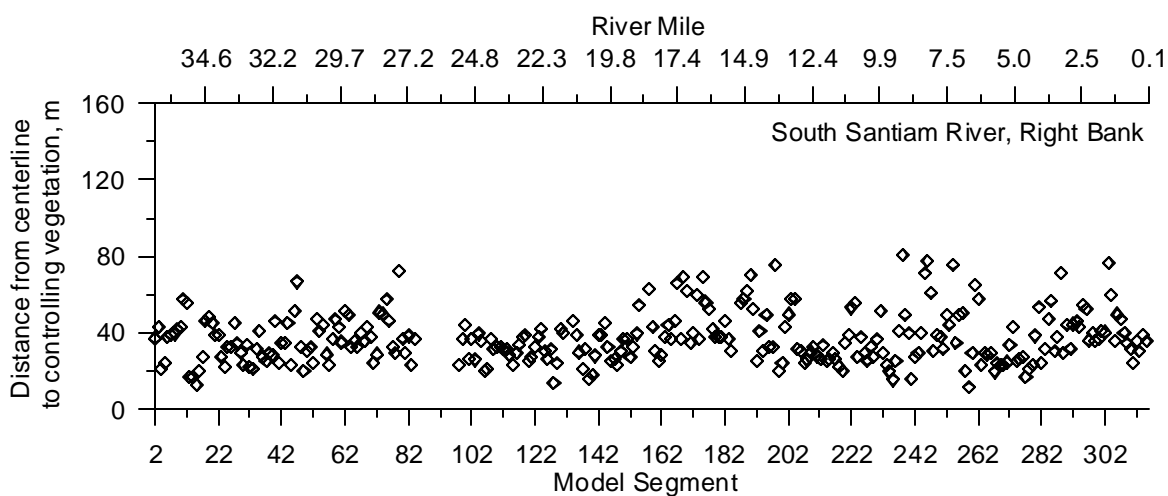 River Mile
34.6 32.2 29.7 27.2 24.8 22.3 19.8 17.4 14.9 12.4 9.9 7.5 5.0 2.5 0.1
160
South Santiam River, Right Bank
120
80
40
0
Distance from centerline
to controlling vegetation, m
2 22 42 62 82 102 122 142 162 182 202 222 242 262 282 302
Model Segment